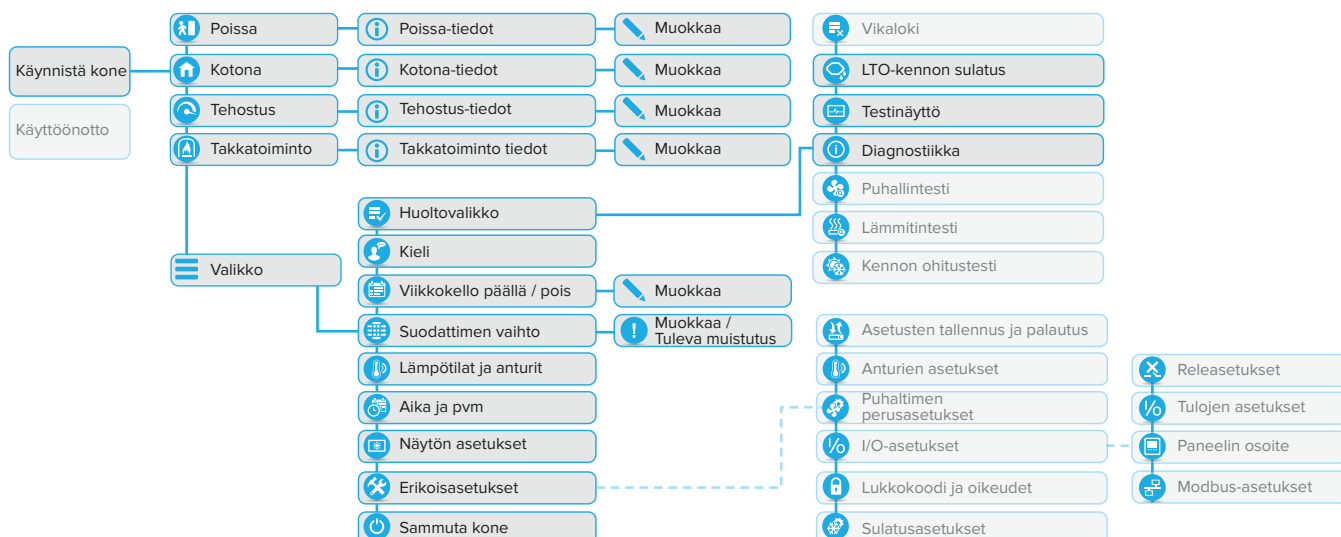 Käynnistä kone
Käyttöönotto
Poissa
Poissa-tiedot
Muokkaa
Kotona
Kotona-tiedot
Muokkaa
Tehostus
Tehostus-tiedot
Muokkaa
Takkatoiminto
Takkatoiminto tiedot
Muokkaa
Valikko
Huoltovalikko
Kieli
Viikkokello päällä / pois
Muokkaa
Suodattimen vaihto
Muokkaa /
Tuleva muistutus
Lämpötilat ja anturit
Aika ja pvm
Näytön asetukset
Erikoisasetukset
Sammuta kone
Vikaloki
LTO-kennon sulatus
Testinäyttö
Diagnostiikka
Puhallintesti
Lämmitintesti
Kennon ohitustesti
Asetusten tallennus ja palautus
Anturien asetukset
Puhaltimen
perusasetukset
I/O-asetukset
Lukkokoodi ja oikeudet
Sulatusasetukset
Releasetukset
Tulojen asetukset
Paneelin osoite
Modbus-asetukset